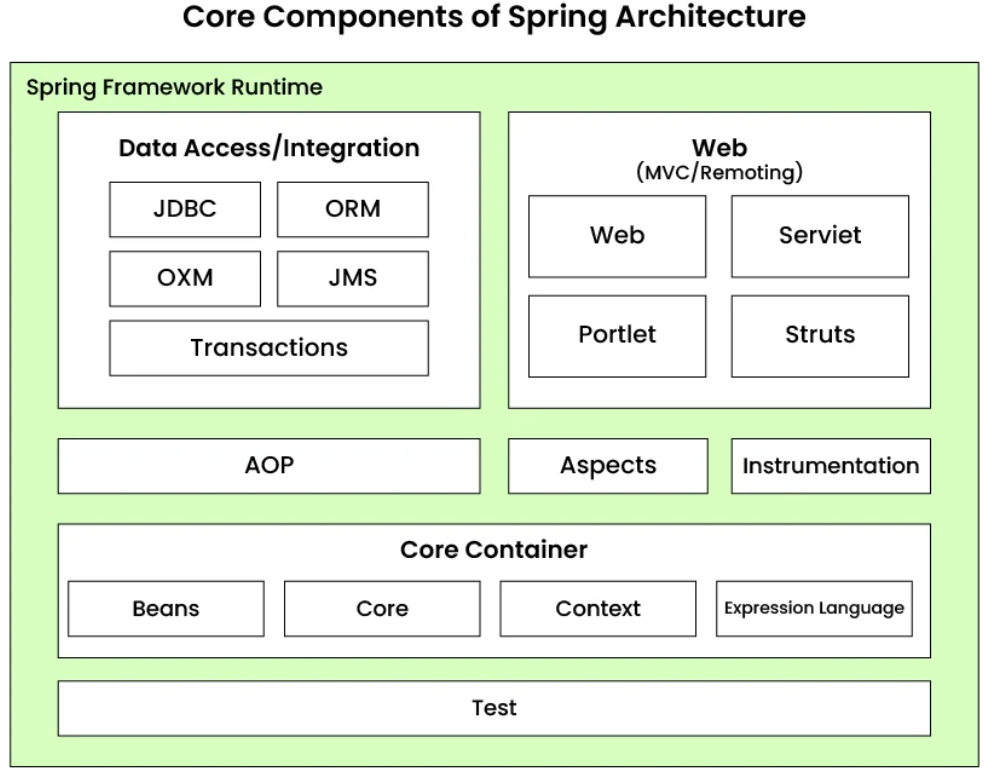 Core Components of Spring Architecture
Spring Framework Runtime
Data Access/Integration
JDBC
ORM
OXM
JMS
Transactions
Web
(MVC/Remoting)
Web
Serviet
Portlet
Struts
AOP
Aspects
Instrumentation
Core Container
Beans
Core
Context
Expression Language
Test